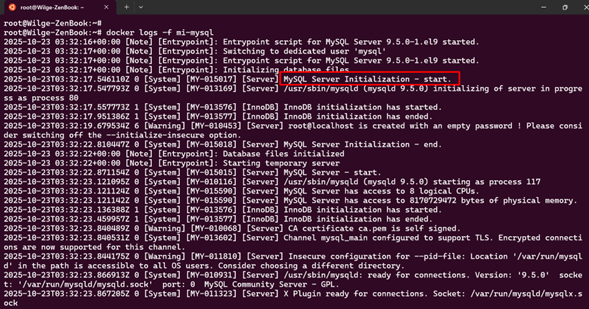 root@Wilge-ZenBook: ~
root@Wilge-ZenBook:~#
root@Wilge-ZenBook:~# docker logs -f mi-mysql
2025-10-23 03:32:16+00:00 [Note] [Entrypoint]: Entrypoint script for MySQL Server 9.5.0-1.el9 started.
2025-10-23 03:32:17+00:00 [Note] [Entrypoint]: Switching to dedicated user 'mysql'
2025-10-23 03:32:17+00:00 [Note] [Entrypoint]: Entrypoint script for MySQL Server 9.5.0-1.el9 started.
2025-10-23 03:32:17+00:00 [Note] [Entrypoint]: Initializing database files
2025-10-23T03:32:17.546110Z 0 [System] [MY-015017] [Server] MySQL Server Initialization - start.
2025-10-23T03:32:17.547793Z 0 [System] [MY-013169] [Server] /usr/sbin/mysqld (mysqld 9.5.0) initializing of server in progre
ss as process 80
2025-10-23T03:32:17.557773Z 1 [System] [MY-013576] [InnoDB] InnoDB initialization has started.
2025-10-23T03:32:17.951386Z 1 [System] [MY-013577] [InnoDB] InnoDB initialization has ended.
2025-10-23T03:32:19.679534Z 6 [Warning] [MY-010453] [Server] root@localhost is created with an empty password ! Please consi
der switching off the --initialize-insecure option.
2025-10-23T03:32:22.810447Z 0 [System] [MY-015018] [Server] MySQL Server Initialization - end.
2025-10-23 03:32:22+00:00 [Note] [Entrypoint]: Database files initialized
2025-10-23 03:32:22+00:00 [Note] [Entrypoint]: Starting temporary server
2025-10-23T03:32:22.871154Z 0 [System] [MY-015015] [Server] MySQL Server - start.
2025-10-23T03:32:23.121095Z 0 [System] [MY-010116] [Server] /usr/sbin/mysqld (mysqld 9.5.0) starting as process 117
2025-10-23T03:32:23.121124Z 0 [System] [MY-015590] [Server] MySQL Server has access to 8 logical CPUs.
2025-10-23T03:32:23.121142Z 0 [System] [MY-015590] [Server] MySQL Server has access to 8170729472 bytes of physical memory.
2025-10-23T03:32:23.136388Z 1 [System] [MY-013576] [InnoDB] InnoDB initialization has started.
2025-10-23T03:32:23.459957Z 1 [System] [MY-013577] [InnoDB] InnoDB initialization has ended.
2025-10-23T03:32:23.840489Z 0 [Warning] [MY-010068] [Server] CA certificate ca.pem is self signed.
2025-10-23T03:32:23.840531Z 0 [System] [MY-013602] [Server] Channel mysql_main configured to support TLS. Encrypted connecti
ons are now supported for this channel.
2025-10-23T03:32:23.844175Z 0 [Warning] [MY-011810] [Server] Insecure configuration for --pid-file: Location '/var/run/mysql
d' in the path is accessible to all OS users. Consider choosing a different directory.
2025-10-23T03:32:23.866913Z 0 [System] [MY-010931] [Server] /usr/sbin/mysqld: ready for connections. Version: '9.5.0'  socke
t: '/var/run/mysqld/mysqld.sock'  port: 0  MySQL Community Server - GPL.
2025-10-23T03:32:23.867205Z 0 [System] [MY-011323] [Server] X Plugin ready for connections. Socket: /var/run/mysqld/mysqlx.s
ock